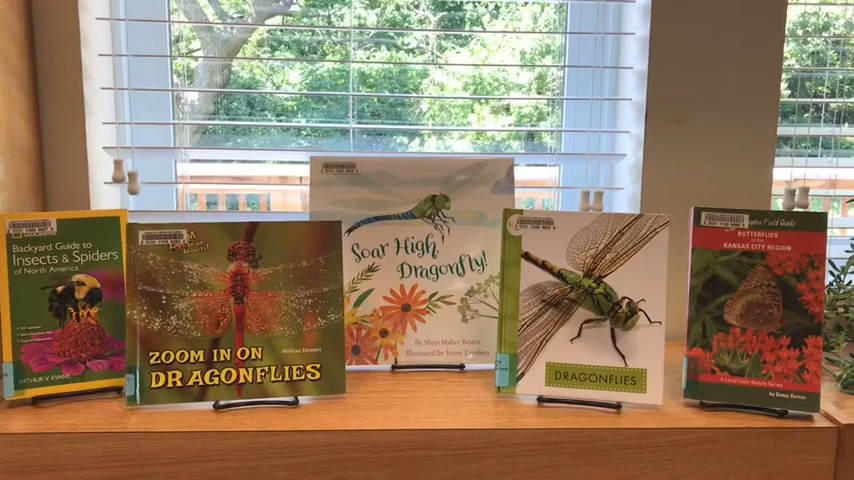 Backyard Guide to
Insects & Spiders
of North America
ARTHUR V. EVANS
ZOOM IN ON
DRAGONFLIES
Melissa Stewart
Soar High,
Dragonfly!
By Sheri Mabry Bestor
Illustrated by Jonny Lambert
DRAGONFLIES
Field Guide
BUTTERFLIES
in the
KANSAS CITY REGION
A Local Color Nature Series
by Betsy Betros